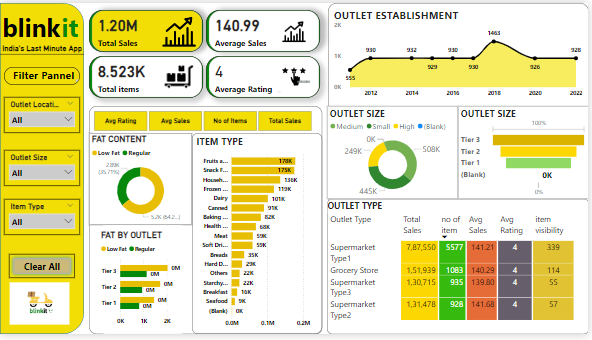 blinkit
India's Last Minute App
Filter Pannel
Outlet Locati...
All
Outlet Size
All
Item Type
All
Clear All
blinkit
1.20M
Total Sales
140.99
Average Sales
8.523K
Total items
4
Average Rating
Avg Rating
Avg Sales
No of Items
Total Sales
FAT CONTENT
Low Fat Regular
2.89K
(35.71%)
5.2K (64.2...)
FAT BY OUTLET
Low Fat Regular
Tier 3 0M
0M
Tier 2 0M
0M
Tier 1 0M
0M
0K 1K 2K
ITEM TYPE
Fruits a... 178K
Snack F... 175K
Househ... 136K
Frozen ... 119K
Dairy 101K
Canned 91K
Baking ... 82K
Health ... 68K
Meat 59K
Soft Dri... 59K
Breads 35K
Hard D... 29K
Others 22K
Starchy... 22K
Breakfast 16K
Seafood 9K
(Blank) 0K
0.0M 0.1M 0.2M
OUTLET ESTABLISHMENT
2K
1K
0K
555 930 929 932 930 930 1463 926 928
2012 2014 2016 2018 2020 2022
OUTLET SIZE
Medium Small High (Blank)
0K
249K
508K
445K
OUTLET SIZE
100%
Tier 3
Tier 2
Tier 1
(Blank) 0K
0%
OUTLET TYPE
Outlet Type Total Sales no of item Avg Sales Avg Rating item visibility
Supermarket Type1 7,87,550 5577 141.21 4 339
Grocery Store 1,51,939 1083 140.29 4 114
Supermarket Type3 1,30,715 935 139.80 4 55
Supermarket Type2 1,31,478 928 141.68 4 57